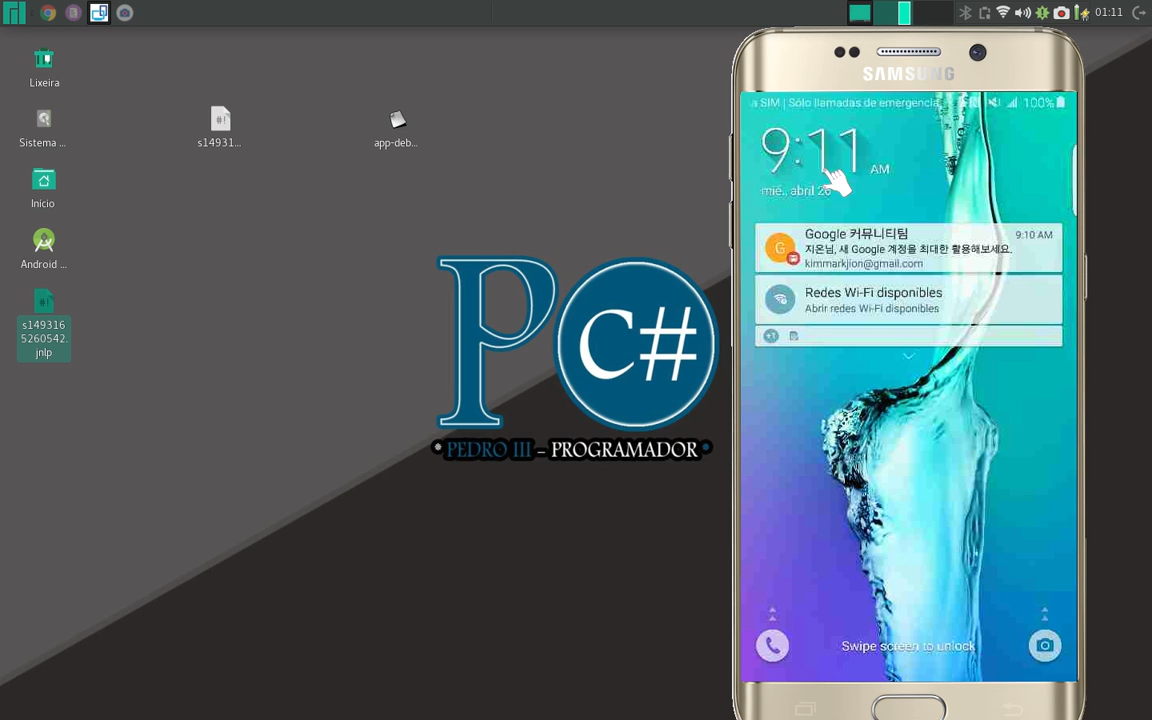 01:11
Lixeira
Sistema ...
Início
Android ...
s149316
5260542.
jnlp
s14931...
#!
app-deb...
PC#
PEDRO III – PROGRAMADOR
SAMSUNG
a SIM | Sólo llamadas de emergencia
100%
9:11 AM
mié., abril 26
Google 커뮤니티팀
9:10 AM
지온님, 새 Google 계정을 최대한 활용해보세요.
kimmarkjion@gmail.com
G
Redes Wi-Fi disponibles
Abrir redes Wi-Fi disponibles
+1
Swipe screen to unlock